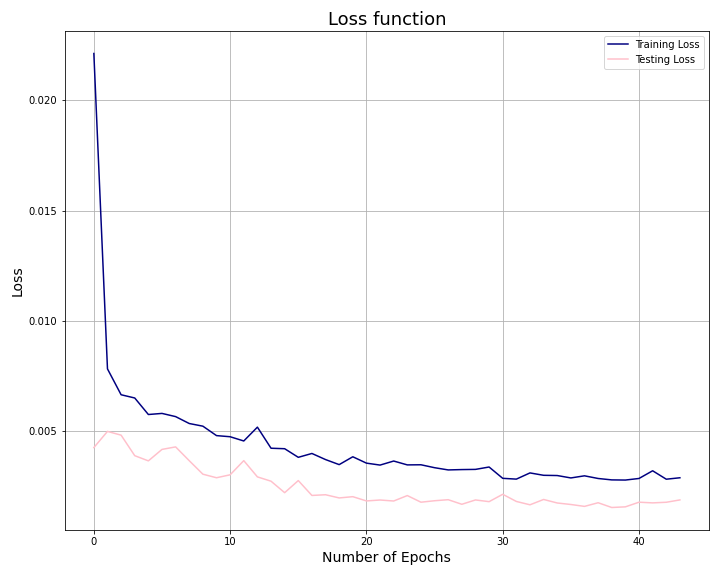 Loss function
Training Loss
Testing Loss
0.020
0.015
0.010
0.005
Loss
0
10
20
30
40
Number of Epochs